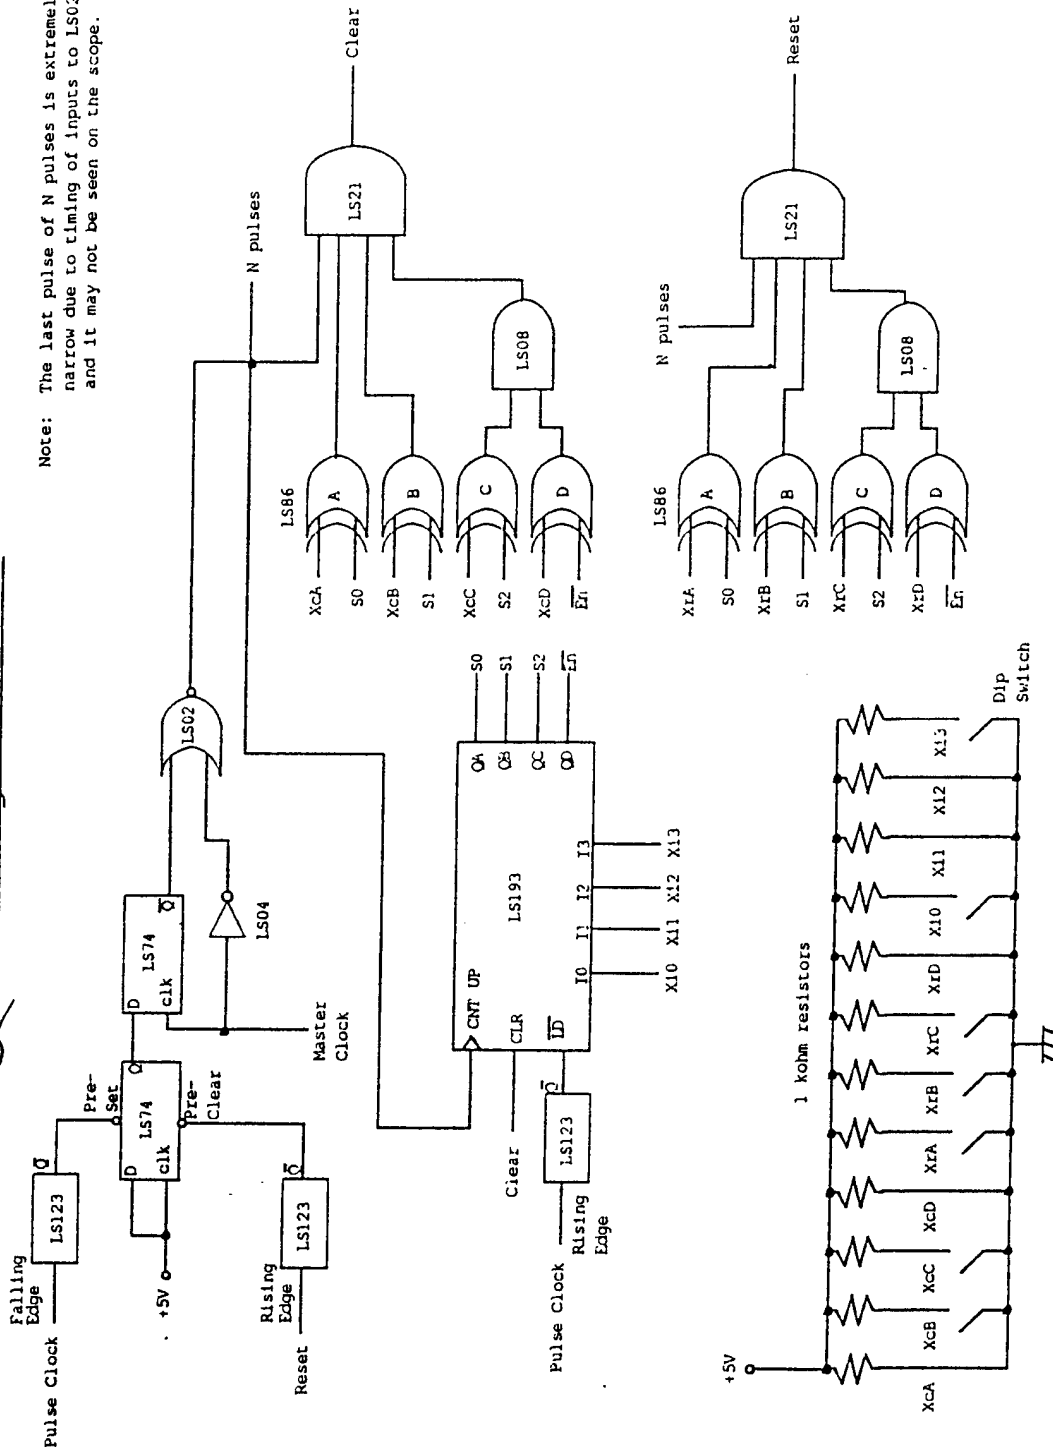 Note: The last pulse of N pulses is
narrow due to timing of inputs to LS02
and it may not be seen on the scope.
Falling
Edge
Pulse Clock
LS123
Q
Pre-
Set
D
LS74
clk
Q
+5V
Pre-
Clear
Rising
Edge
Reset
LS123
Q
D
LS74
clk
Q
Master
Clock
LS04
LS02
N pulses
CNT UP
CLR
LD
Clear
Pulse Clock
Rising
Edge
LS123
Q
LS193
QA
QB
QC
QD
S0
S1
S2
En
I0
I1
I2
I3
X10
X11
X12
X13
LS86
XcA
S0
A
XcB
S1
B
XcC
S2
C
XcD
En
D
LS08
LS21
Clear
LS86
XrA
S0
A
XrB
S1
B
XrC
S2
C
XrD
En
D
LS08
N pulses
LS21
Reset
+5V
1 kohm resistors
XcA
XcB
XcC
XcD
XrA
XrB
XrC
XrD
X10
X11
X12
X13
Dip
Switch